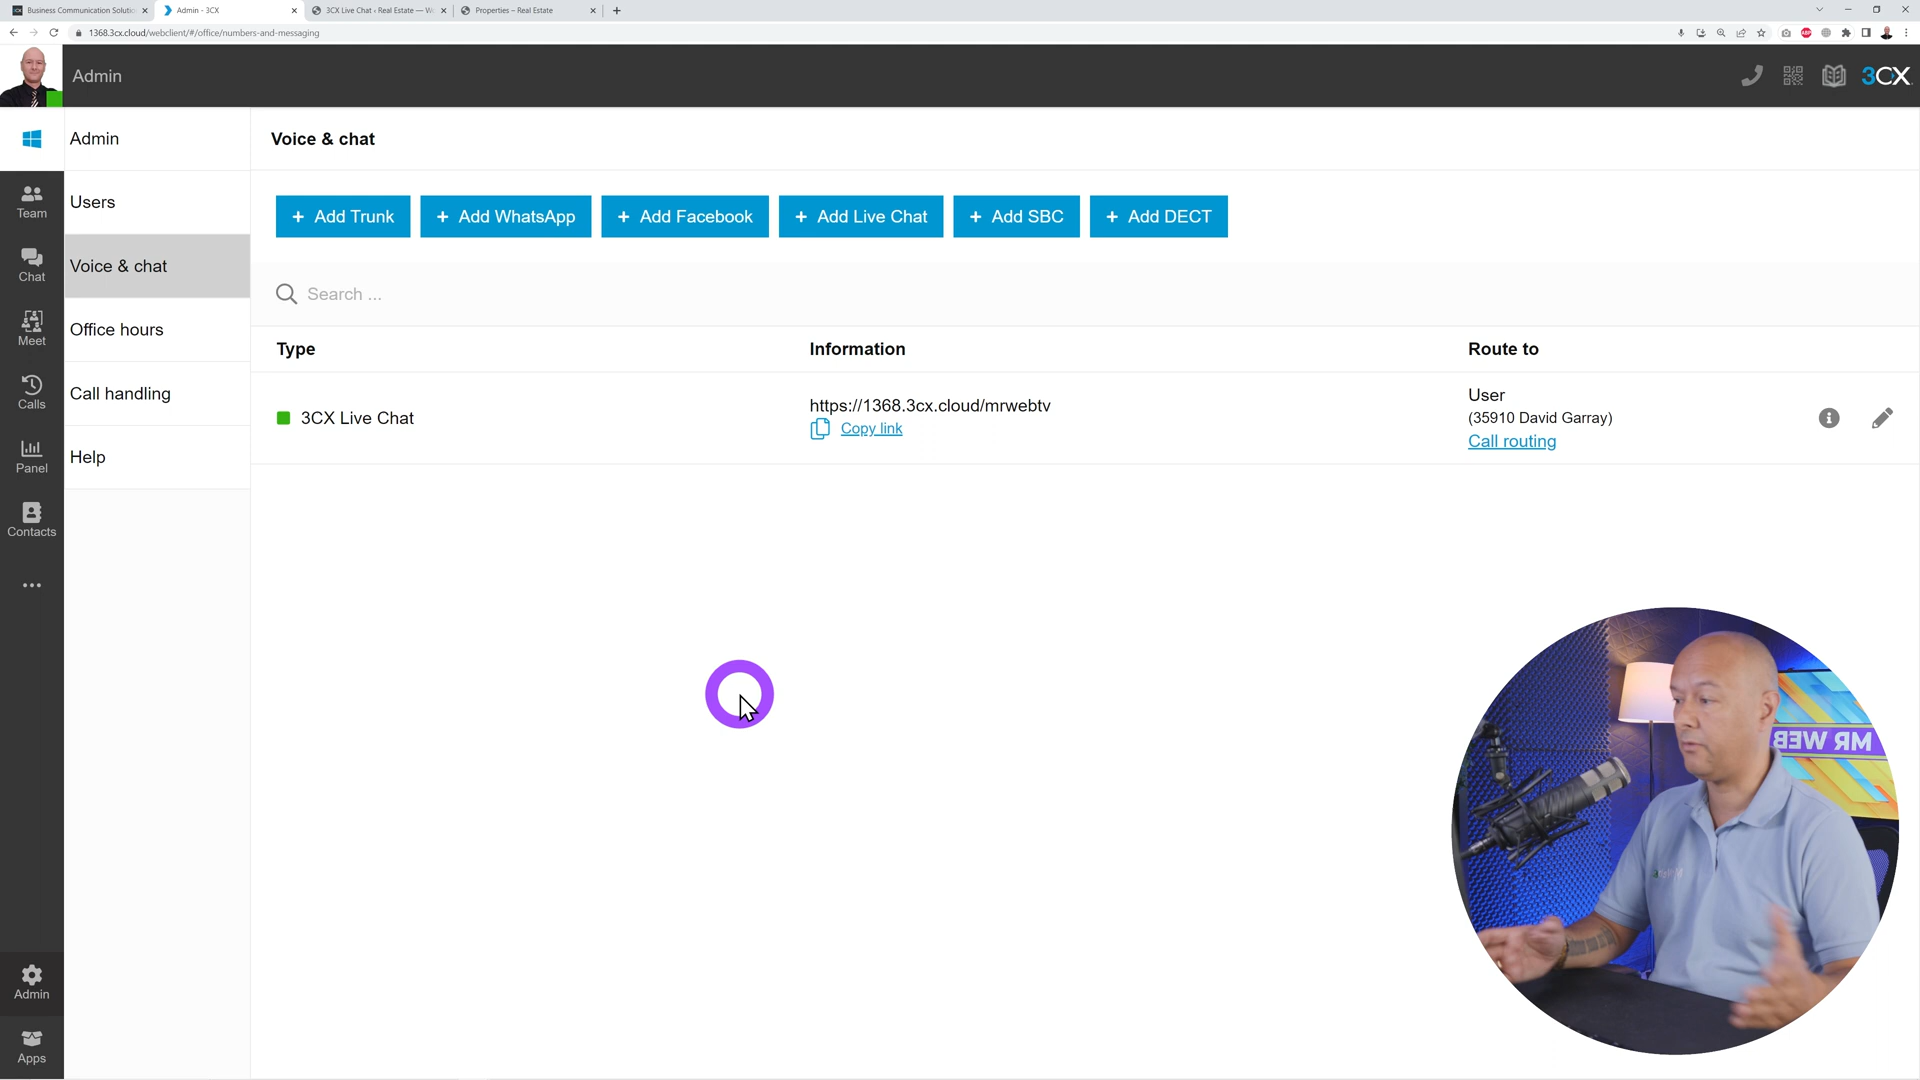 Business Communication Solutio
Admin - 3CX
3CX Live Chat ‹ Real Estate — W
Properties – Real Estate
1368.3cx.cloud/webclient/#/office/numbers-and-messaging
Admin
3CX
Admin
Voice & chat
Users
+ Add Trunk
+ Add WhatsApp
+ Add Facebook
+ Add Live Chat
+ Add SBC
+ Add DECT
Team
Voice & chat
Chat
Search ...
Office hours
Meet
Type
Information
Route to
Call handling
Calls
3CX Live Chat
https://1368.3cx.cloud/mrwebtv
Copy link
User
(35910 David Garray)
Call routing
Help
Panel
Contacts
MR WEB
Admin
Apps